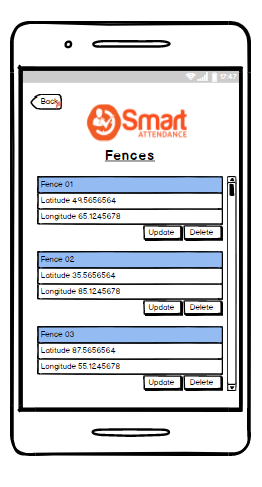 17:47
Back
Smart
ATTENDANCE
Fences
Fence 01
Latitude 49.5656564
Longitude 65.1245678
Update Delete
Fence 02
Latitude 35.5656564
Longitude 85.1245678
Update Delete
Fence 03
Latitude 87.5656564
Longitude 55.1245678
Update Delete